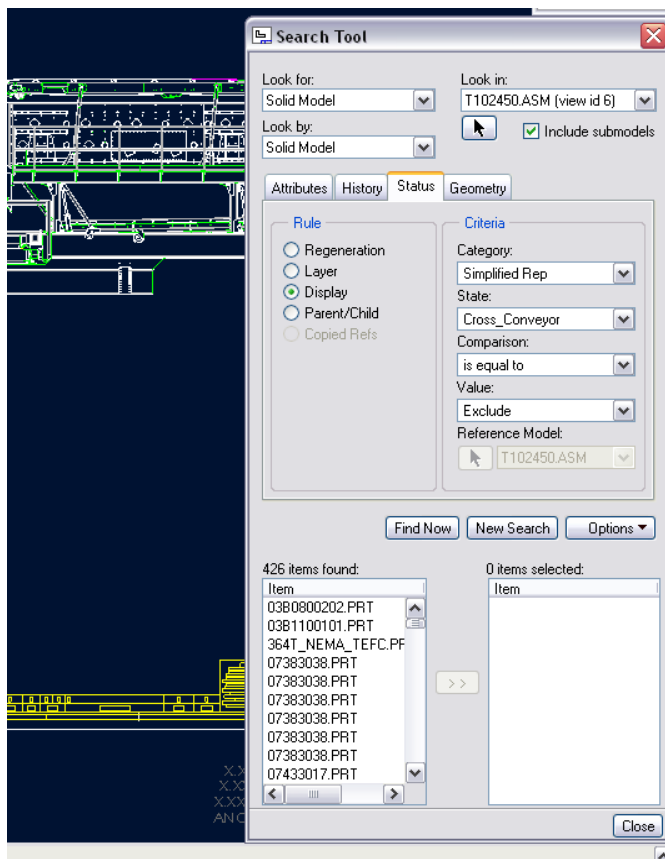 Search Tool
Look for:
Solid Model
Look in:
T102450.ASM (view id 6)
Look by:
Solid Model
Include submodels
Attributes
History
Status
Geometry
Rule
Regeneration
Layer
Display
Parent/Child
Copied Refs
Criteria
Category:
Simplified Rep
State:
Cross_Conveyor
Comparison:
is equal to
Value:
Exclude
Reference Model:
T102450.ASM
Find Now
New Search
Options
426 items found:
Item
03B0800202.PRT
03B1100101.PRT
364T_NEMA_TEFC.PF
07383038.PRT
07383038.PRT
07383038.PRT
07383038.PRT
07383038.PRT
07383038.PRT
07433017.PRT
0 items selected:
Item
>>
Close
X.X
X.X
X.XX
ANG